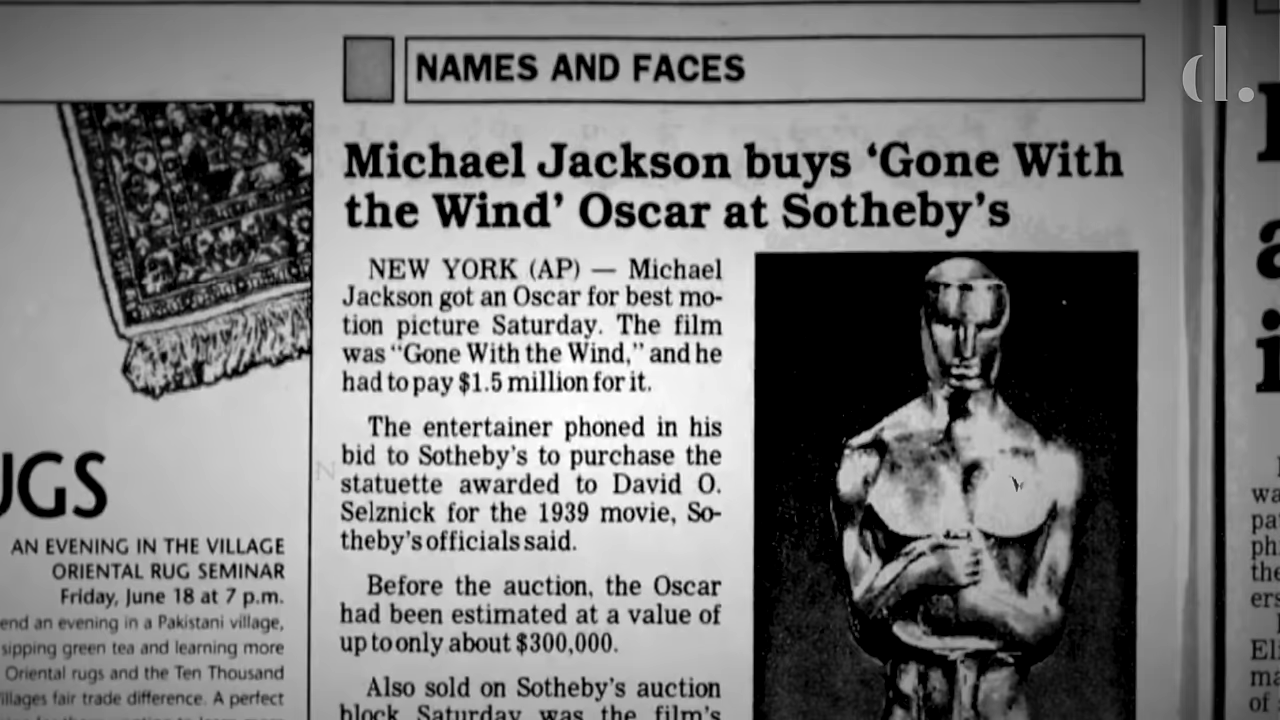 d.
NAMES AND FACES
Michael Jackson buys ‘Gone With
the Wind’ Oscar at Sotheby’s
NEW YORK (AP) — Michael
Jackson got an Oscar for best mo-
tion picture Saturday. The film
was “Gone With the Wind,” and he
had to pay $1.5 million for it.
The entertainer phoned in his
bid to Sotheby’s to purchase the
statuette awarded to David O.
Selznick for the 1939 movie, So-
theby’s officials said.
Before the auction, the Oscar
had been estimated at a value of
up to only about $300,000.
Also sold on Sotheby’s auction
block Saturday was the film’s
UGS
AN EVENING IN THE VILLAGE
ORIENTAL RUG SEMINAR
Friday, June 18 at 7 p.m.
end an evening in a Pakistani village,
sipping green tea and learning more
Oriental rugs and the Ten Thousand
illages fair trade difference. A perfect